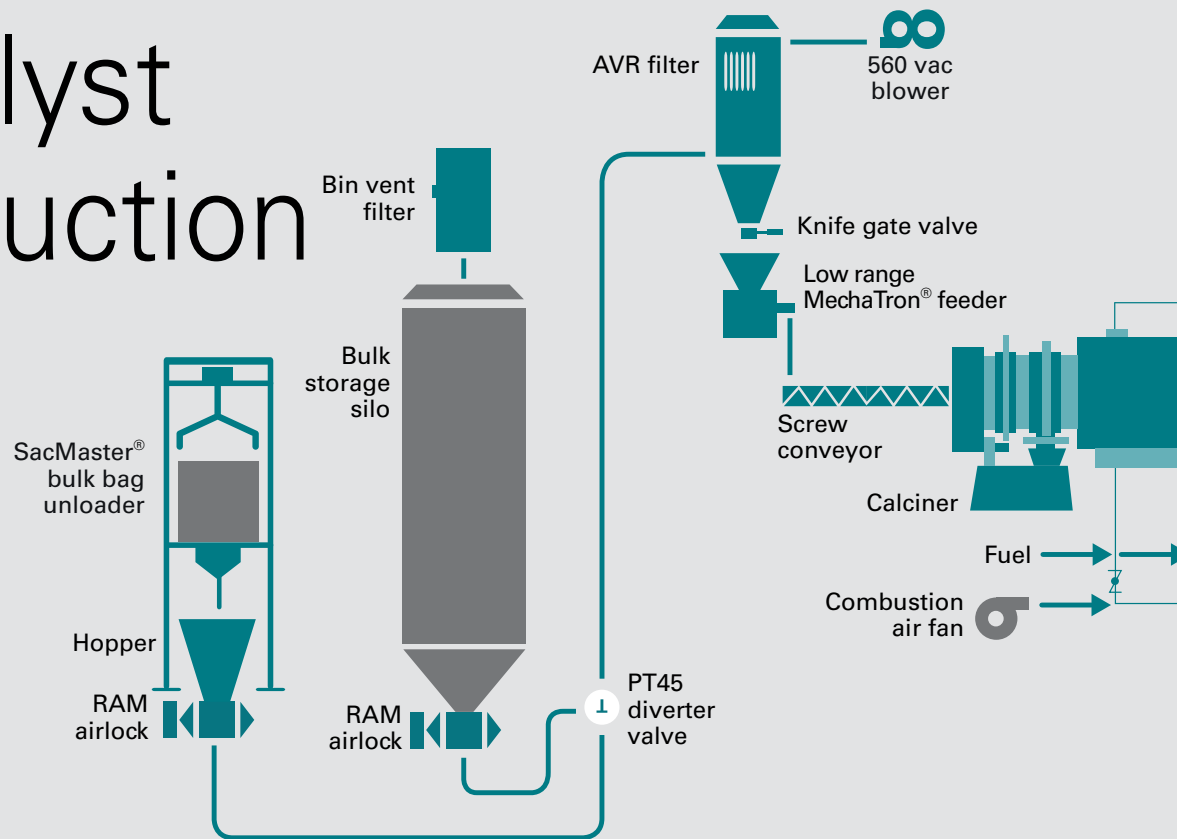 lyst
uction
AVR filter
560 vac
blower
Bin vent
filter
Knife gate valve
Low range
MechaTron® feeder
Bulk
storage
silo
SacMaster®
bulk bag
unloader
Screw
conveyor
Calciner
Fuel
Combustion
air fan
Hopper
RAM
airlock
RAM
airlock
PT45
diverter
valve